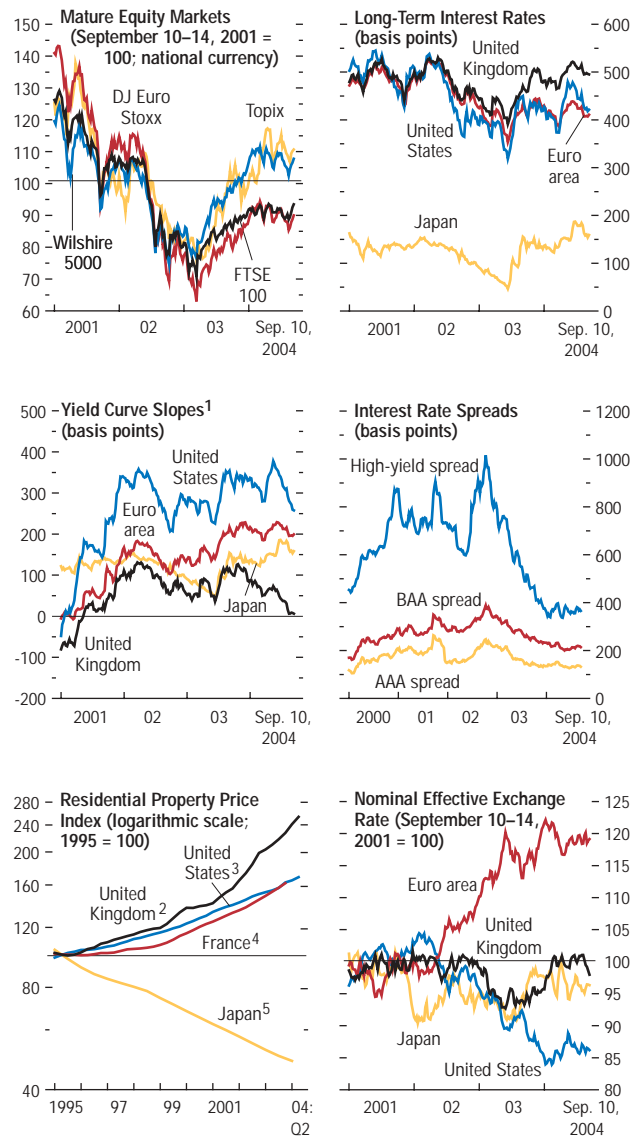 Mature Equity Markets
(September 10–14, 2001 =
100; national currency)
150
140
130
120
110
100
90
80
70
60
DJ Euro
Stoxx
Topix
Wilshire
5000
FTSE
100
2001
02
03
Sep. 10,
2004
Long-Term Interest Rates
(basis points)
600
500
400
300
200
100
0
United
Kingdom
United
States
Euro
area
Japan
2001
02
03
Sep. 10,
2004
Yield Curve Slopes1
(basis points)
500
400
300
200
100
0
-100
-200
United
States
Euro
area
Japan
United
Kingdom
2001
02
03
Sep. 10,
2004
Interest Rate Spreads
(basis points)
1200
1000
800
600
400
200
0
High-yield spread
BAA spread
AAA spread
2000
01
02
03
Sep. 10,
2004
Residential Property Price
Index (logarithmic scale;
1995 = 100)
280
240
200
160
120
80
40
United
States3
United
Kingdom2
France4
Japan5
1995
97
99
2001
04:
Q2
Nominal Effective Exchange
Rate (September 10–14,
2001 = 100)
125
120
115
110
105
100
95
90
85
80
Euro area
United
Kingdom
Japan
United States
2001
02
03
Sep. 10,
2004